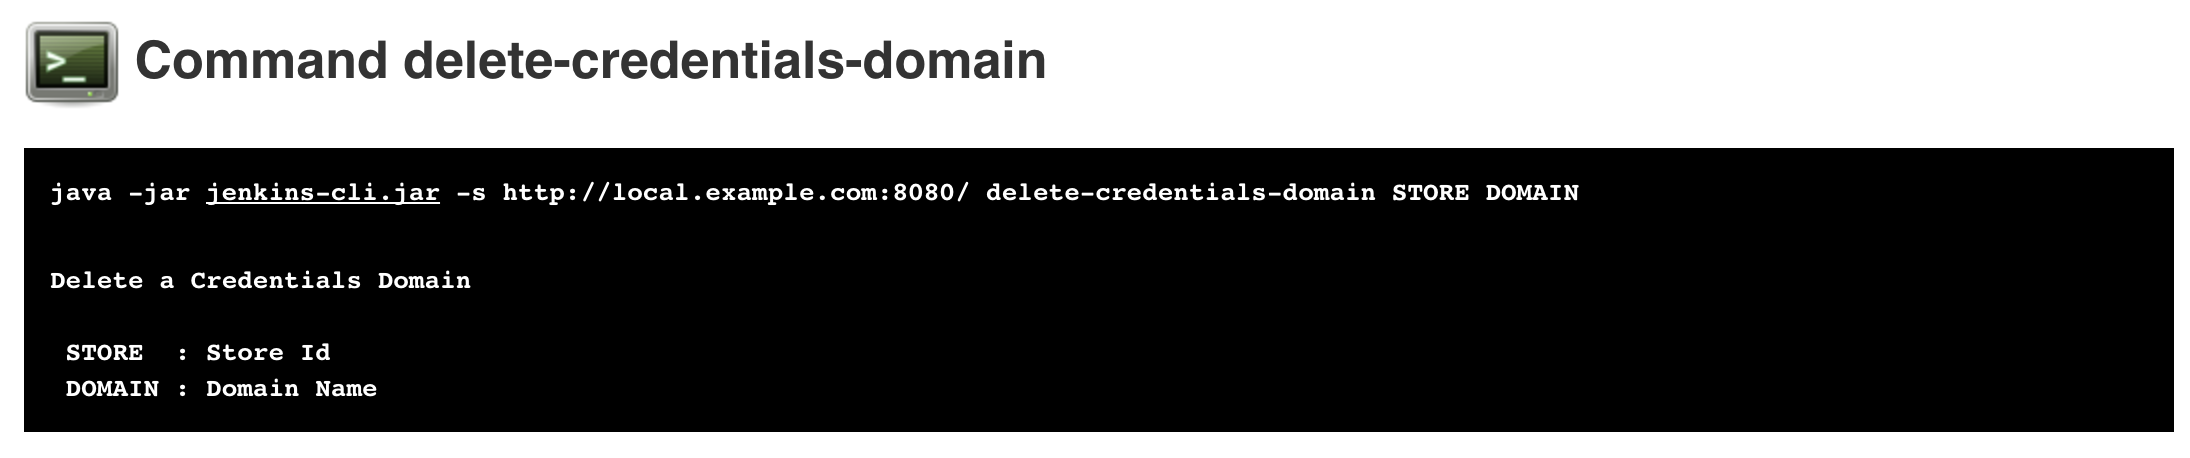 >_
Command delete-credentials-domain
java -jar jenkins-cli.jar -s http://local.example.com:8080/ delete-credentials-domain STORE DOMAIN
Delete a Credentials Domain
STORE  : Store Id
DOMAIN : Domain Name